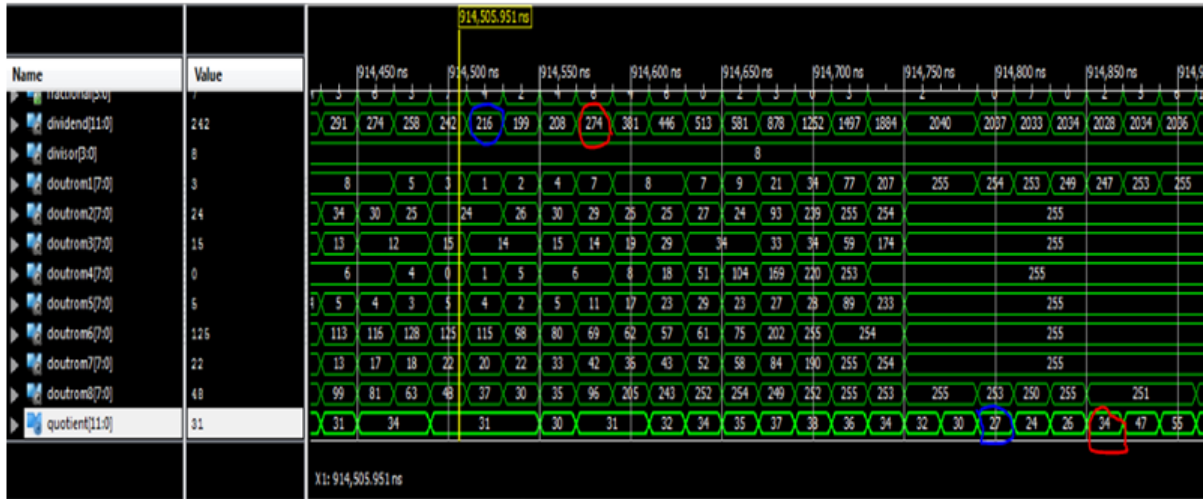 914,505.951 ns
Name Value 914,450 ns 914,500 ns 914,550 ns 914,600 ns 914,650 ns 914,700 ns 914,750 ns 914,800 ns 914,850 ns
dividend[11:0] 242 291 274 258 242 216 199 208 274 381 446 513 581 878 1252 1497 1884 2040 2037 2033 2034 2028 2034 2036
divisor[3:0] 8 8
doutrom1[7:0] 3 8 5 3 1 2 4 7 8 7 9 21 34 77 207 255 254 253 249 247 253 255
doutrom2[7:0] 24 34 30 25 24 26 30 29 25 25 27 24 93 239 255 254 255
doutrom3[7:0] 15 13 12 15 14 15 14 19 29 34 33 34 59 174 255
doutrom4[7:0] 0 6 4 0 1 5 6 8 18 51 104 169 220 253 255
doutrom5[7:0] 5 5 4 3 5 4 2 5 11 17 23 29 23 27 28 89 233 255
doutrom6[7:0] 125 113 116 128 125 115 98 80 69 62 57 61 75 202 255 254 255
doutrom7[7:0] 22 13 17 18 22 20 22 33 42 35 43 52 58 84 190 255 254 255
doutrom8[7:0] 48 99 81 63 48 37 30 35 96 205 243 252 254 249 252 255 253 255 253 250 255 251
quotient[11:0] 31 31 34 31 30 31 32 34 35 37 38 36 34 32 30 27 24 26 34 47 55
X1: 914,505.951 ns